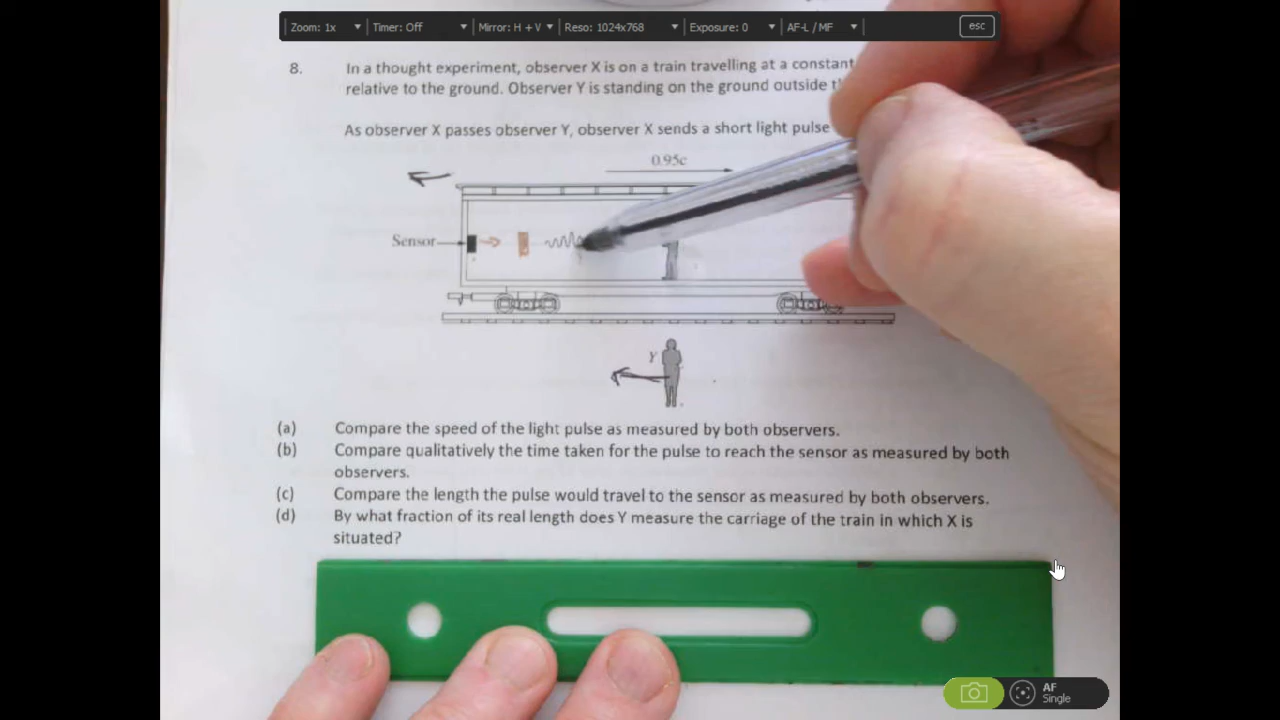 Zoom: 1x Timer: Off Mirror: H + V Reso: 1024x768 Exposure: 0 AF-L / MF esc
8. In a thought experiment, observer X is on a train travelling at a constant
relative to the ground. Observer Y is standing on the ground outside
As observer X passes observer Y, observer X sends a short light pulse
0.95c
Sensor
Y
(a) Compare the speed of the light pulse as measured by both observers.
(b) Compare qualitatively the time taken for the pulse to reach the sensor as measured by both
observers.
(c) Compare the length the pulse would travel to the sensor as measured by both observers.
(d) By what fraction of its real length does Y measure the carriage of the train in which X is
situated?
AF
Single